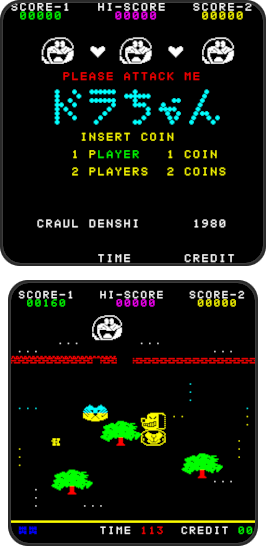 SCORE-1 HI-SCORE SCORE-2
00000 00000 00000
PLEASE ATTACK ME
ドラちゃん
INSERT COIN
1 PLAYER 1 COIN
2 PLAYERS 2 COINS
CRAUL DENSHI 1980
TIME CREDIT
SCORE-1 HI-SCORE SCORE-2
00160 00000 00000
TIME 113 CREDIT 00